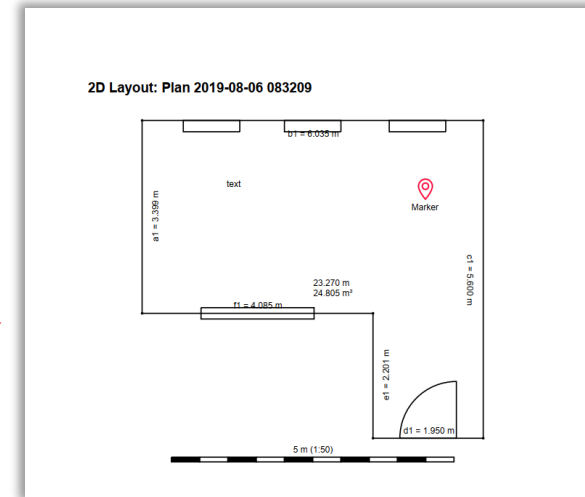 2D Layout: Plan 2019-08-06 083209
b1 = 6.035 m
text
Marker
a1 = 3.399 m
c1 = 5.600 m
23.270 m
24.805 m²
f1 = 4.085 m
e1 = 2.201 m
d1 = 1.950 m
5 m (1:50)